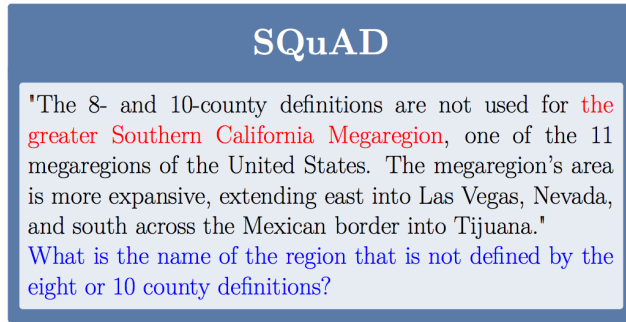 SQuAD
"The 8- and 10-county definitions are not used for the
greater Southern California Megaregion, one of the 11
megaregions of the United States. The megaregion's area
is more expansive, extending east into Las Vegas, Nevada,
and south across the Mexican border into Tijuana."
What is the name of the region that is not defined by the
eight or 10 county definitions?